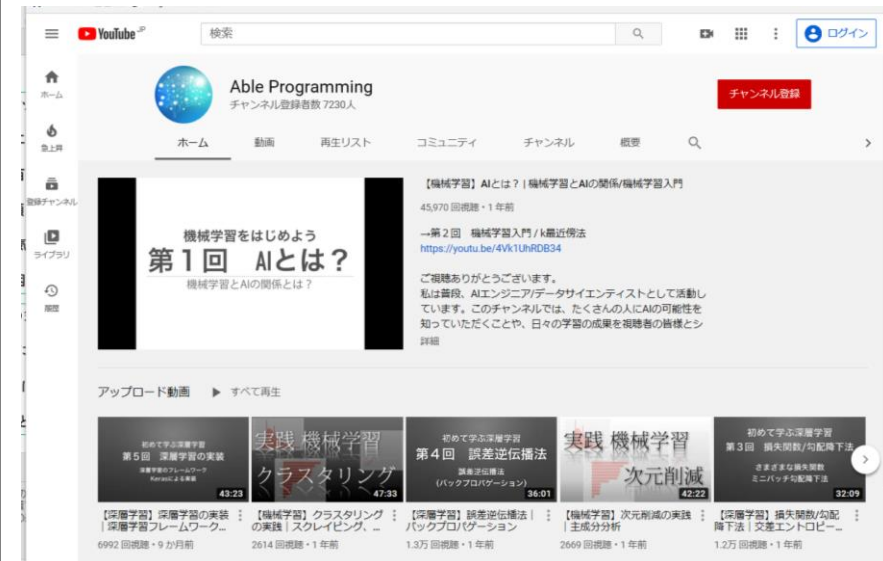 YouTube JP
検索
ログイン
ホーム
急上昇
登録チャンネル
ライブラリ
履歴
Able Programming
チャンネル登録者数 7230人
チャンネル登録
ホーム 動画 再生リスト コミュニティ チャンネル 概要
機械学習をはじめよう
第1回 AIとは？
機械学習とAIの関係とは？
【機械学習】AIとは？ | 機械学習とAIの関係/機械学習入門
45,970 回視聴・1 年前
→第2回 機械学習入門 / k最近傍法
https://youtu.be/4Vk1UhRDB34
ご視聴ありがとうございます。
私は普段、AIエンジニア/データサイエンティストとして活動し
ています。このチャンネルでは、たくさんの人にAIの可能性を
知っていただくことや、日々の学習の成果を視聴者の皆様とシ
詳細
アップロード動画 ▶ すべて再生
初めて学ぶ深層学習
第5回 深層学習の実装
深層学習のフレームワーク
Kerasによる実装
43:23
【深層学習】深層学習の実装
| 深層学習フレームワーク...
6992 回視聴・9 か月前
実践 機械学習
クラスタリング
47:33
【機械学習】クラスタリング
の実践 | スクレイピング、...
2614 回視聴・1 年前
初めて学ぶ深層学習
第4回 誤差逆伝播法
誤差逆伝播法
(バックプロパゲーション)
36:01
【深層学習】誤差逆伝播法 |
バックプロパゲーション
1.3万 回視聴・1 年前
実践 機械学習
次元削減
42:22
【機械学習】次元削減の実践
| 主成分分析
2669 回視聴・1 年前
初めて学ぶ深層学習
第3回 損失関数/勾配降下法
さまざまな損失関数
ミニバッチ勾配降下法
32:09
【深層学習】損失関数/勾配
降下法 | 交差エントロピー...
1.2万 回視聴・1 年前